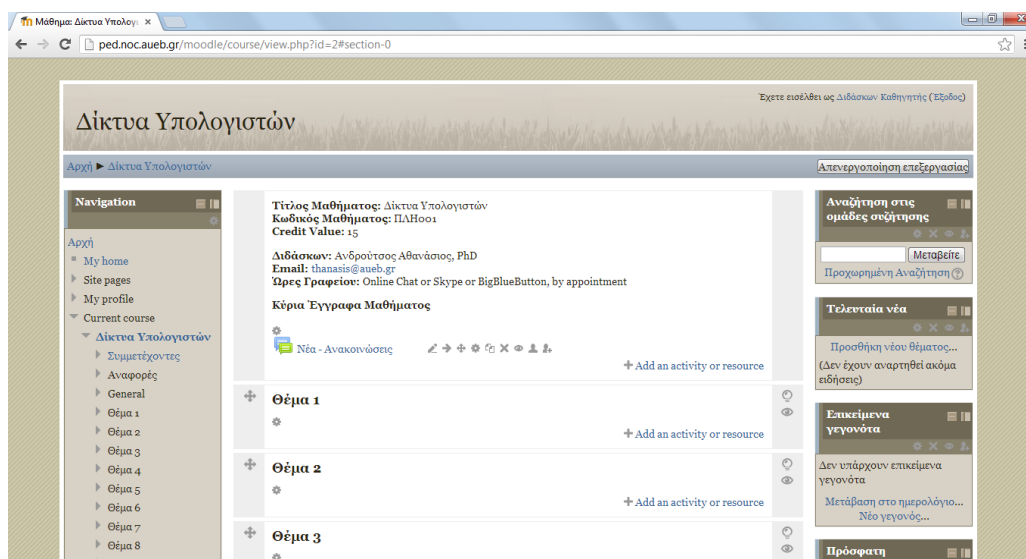 Μάθημα: Δίκτυα Υπολογι
ped.noc.aueb.gr/moodle/course/view.php?id=2#section-0
Έχετε εισέλθει ως Διδάσκων Καθηγητής (Έξοδος)
Δίκτυα Υπολογιστών
Αρχή ► Δίκτυα Υπολογιστών
Απενεργοποίηση επεξεργασίας
Navigation
Αρχή
My home
Site pages
My profile
Current course
Δίκτυα Υπολογιστών
Συμμετέχοντες
Αναφορές
General
Θέμα 1
Θέμα 2
Θέμα 3
Θέμα 4
Θέμα 5
Θέμα 6
Θέμα 7
Θέμα 8
Τίτλος Μαθήματος: Δίκτυα Υπολογιστών
Κωδικός Μαθήματος: ΠΛΗ001
Credit Value: 15
Διδάσκων: Ανδρούτσος Αθανάσιος, PhD
Email: thanasis@aueb.gr
Ώρες Γραφείου: Online Chat or Skype or BigBlueButton, by appointment
Κύρια Έγγραφα Μαθήματος
Νέα - Ανακοινώσεις
Add an activity or resource
Θέμα 1
Add an activity or resource
Θέμα 2
Add an activity or resource
Θέμα 3
Αναζήτηση στις
ομάδες συζήτησης
Μεταβείτε
Προχωρημένη Αναζήτηση
Τελευταία νέα
Προσθήκη νέου θέματος...
(Δεν έχουν αναρτηθεί ακόμα
ειδήσεις)
Επικείμενα
γεγονότα
Δεν υπάρχουν επικείμενα
γεγονότα
Μετάβαση στο ημερολόγιο...
Νέο γεγονός...
Πρόσφατη